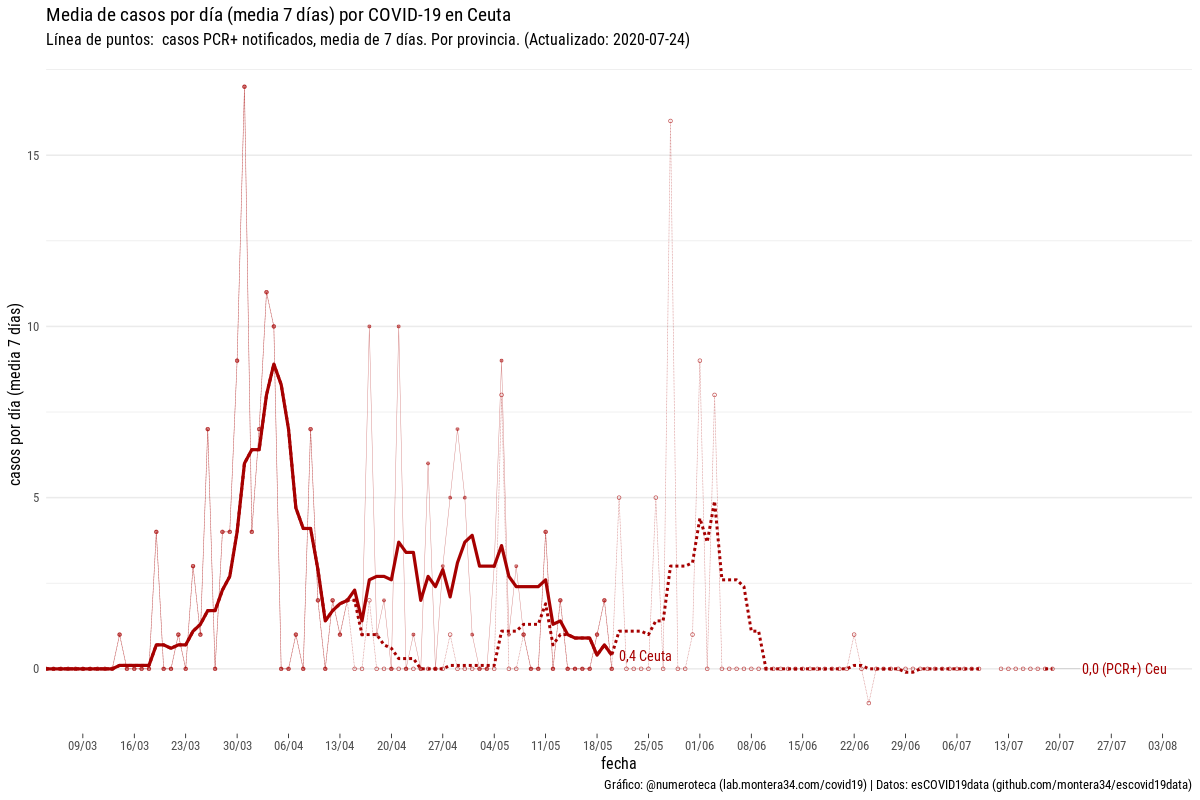 Media de casos por día (media 7 días) por COVID-19 en Ceuta
Línea de puntos:  casos PCR+ notificados, media de 7 días. Por provincia. (Actualizado: 2020-07-24)
casos por día (media 7 días)
15
10
5
0
0,4 Ceuta
0,0 (PCR+) Ceu
09/03 16/03 23/03 30/03 06/04 13/04 20/04 27/04 04/05 11/05 18/05 25/05 01/06 08/06 15/06 22/06 29/06 06/07 13/07 20/07 27/07 03/08
fecha
Gráfico: @numeroteca (lab.montera34.com/covid19) | Datos: esCOVID19data (github.com/montera34/escovid19data)